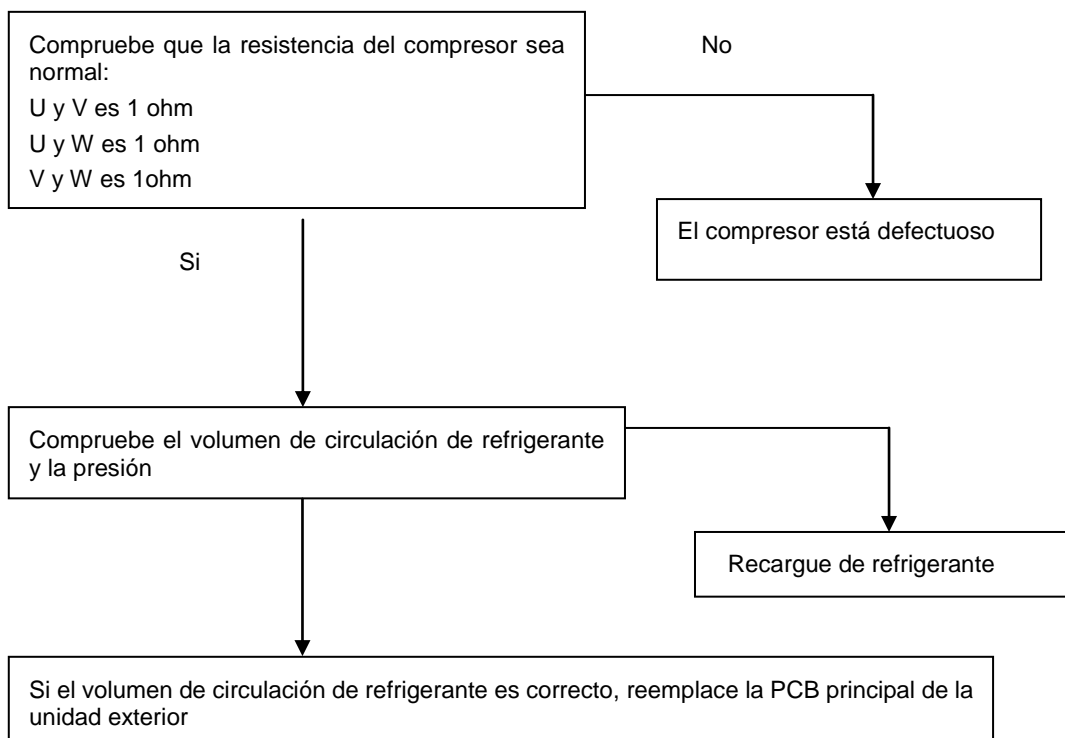 Compruebe que la resistencia del compresor sea
normal:
U y V es 1 ohm
U y W es 1 ohm
V y W es 1ohm
No
El compresor está defectuoso
Si
Compruebe el volumen de circulación de refrigerante
y la presión
Recargue de refrigerante
Si el volumen de circulación de refrigerante es correcto, reemplace la PCB principal de la
unidad exterior